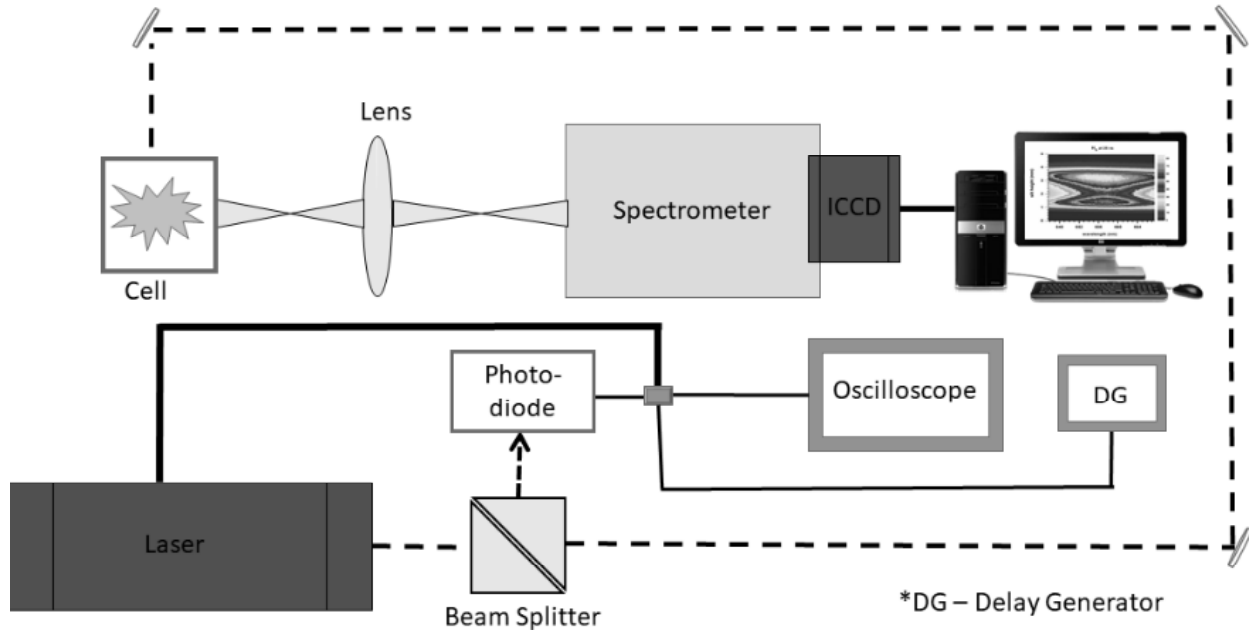 Lens
Spectrometer
ICCD
Cell
Photo-
diode
Oscilloscope
DG
Laser
Beam Splitter
*DG – Delay Generator